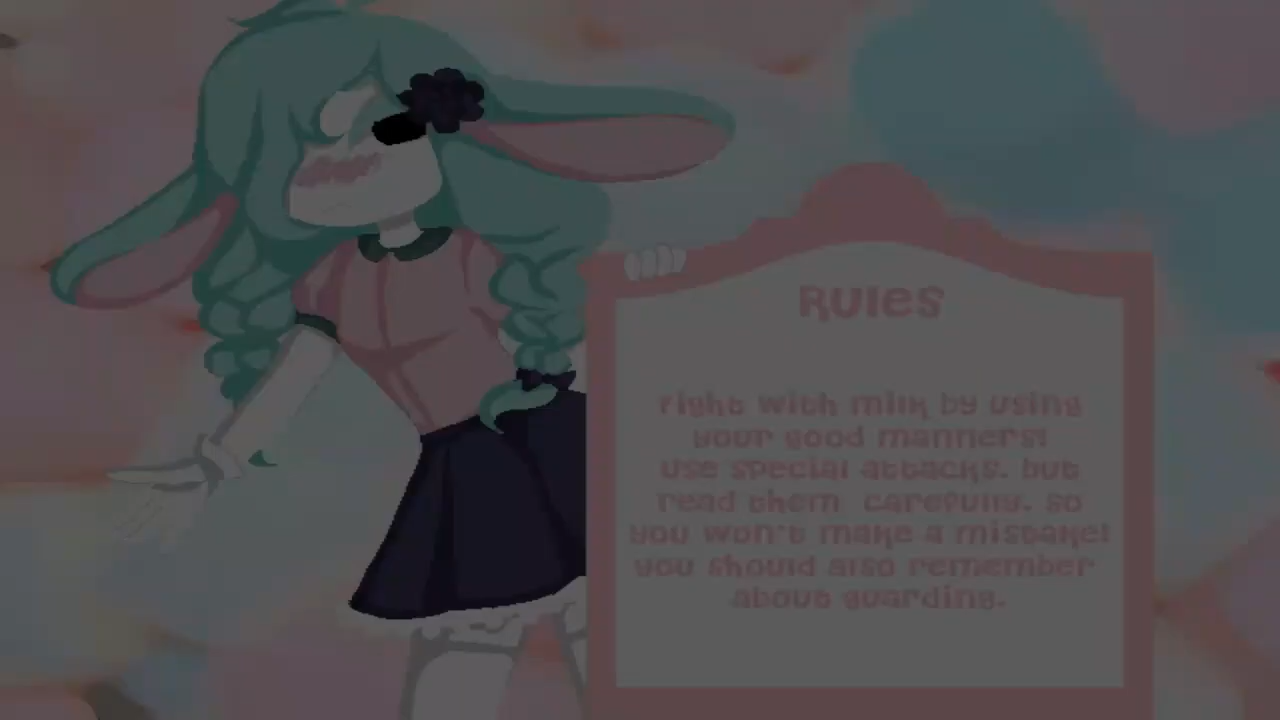 RULES
right with milk by using
your good manners!
use special attacks. but
read them carefully. so
you won't make a mistake!
you should also remember
about guarding.